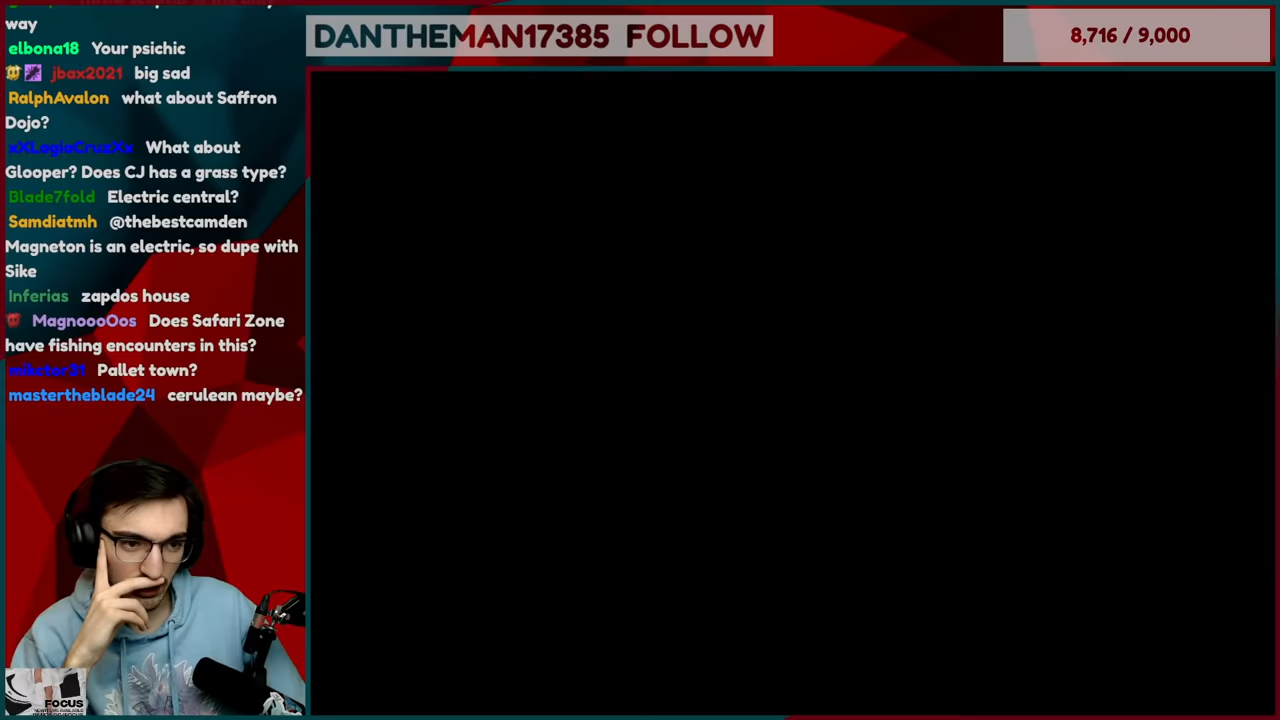 way
elbona18 Your psichic
jbax2021 big sad
RalphAvalon what about Saffron
Dojo?
xXLagiaCruzXx What about
Glooper? Does CJ has a grass type?
Blade7fold Electric central?
Samdiatmh @thebestcamden
Magneton is an electric, so dupe with
Sike
Inferias zapdos house
MagnoooOos Does Safari Zone
have fishing encounters in this?
mikctor31 Pallet town?
mastertheblade24 cerulean maybe?
DANTHEMAN17385 FOLLOW
8,716 / 9,000
FOCUS